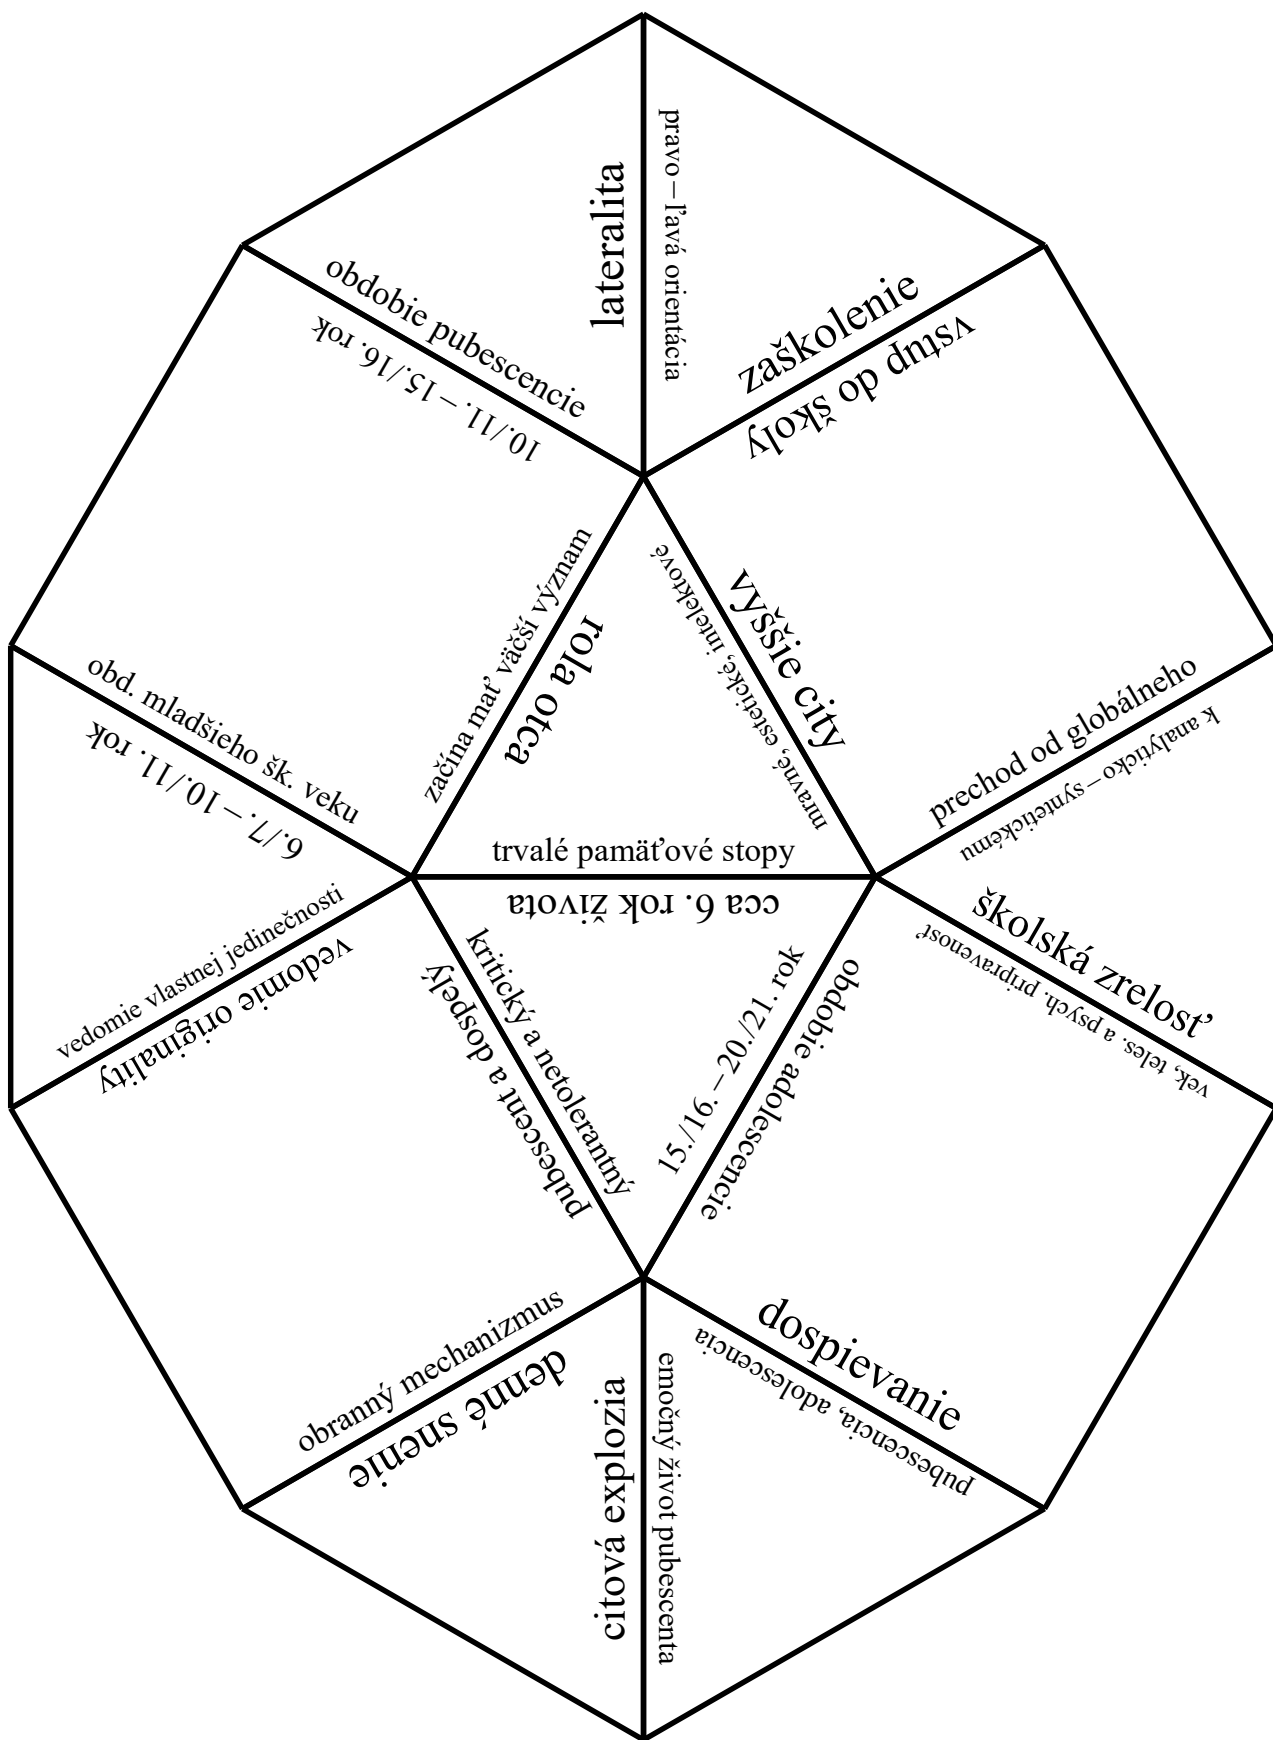 lateralita
pravo – ľavá orientácia
obdobie pubescencie
10./11. – 15./16. rok
zaškolenie
vstup do školy
začína mať väčší význam
rola otca
vyššie city
mravné, estetické, intelektové
obd. mladšieho šk. veku
6./7. – 10./11. rok
prechod od globálneho
k analyticko – syntetickému
trvalé pamäťové stopy
cca 6. rok života
vedomie vlastnej jedinečnosti
vedomie originality
kritický a netolerantný
pubescent a dospelý
15./16. – 20./21. rok
obdobie adolescencie
školská zrelosť
vek, teles. a psych. pripravenosť
obranný mechanizmus
denné snenie
citová explozia
emočný život pubescenta
dospievanie
pubescencia, adolescencia